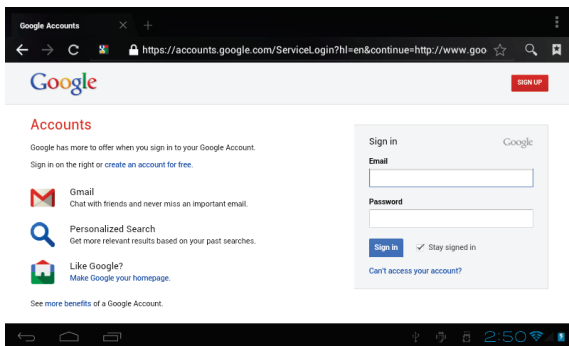 Google Accounts
https://accounts.google.com/ServiceLogin?hl=en&continue=http://www.goo
Google
SIGN UP
Accounts
Google has more to offer when you sign in to your Google Account.
Sign in on the right or create an account for free.
Gmail
Chat with friends and never miss an important email.
Personalized Search
Get more relevant results based on your past searches.
Like Google?
Make Google your homepage.
See more benefits of a Google Account.
Sign in
Google
Email
Password
Sign in
Stay signed in
Can't access your account?
2:50